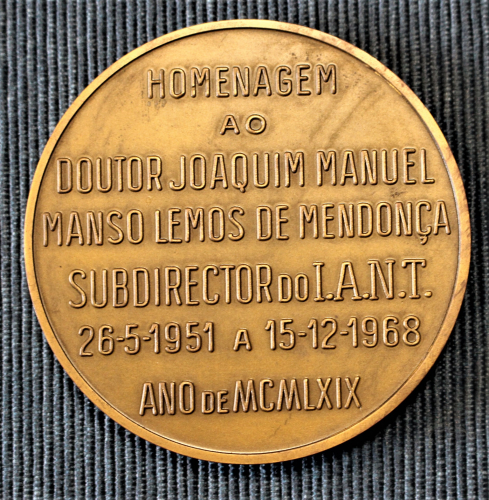 HOMENAGEM
AO
DOUTOR JOAQUIM MANUEL
MANSO LEMOS DE MENDONÇA
SUBDIRECTOR DO I.A.N.T.
26-5-1951 A 15-12-1968
ANO DE MCMLXIX